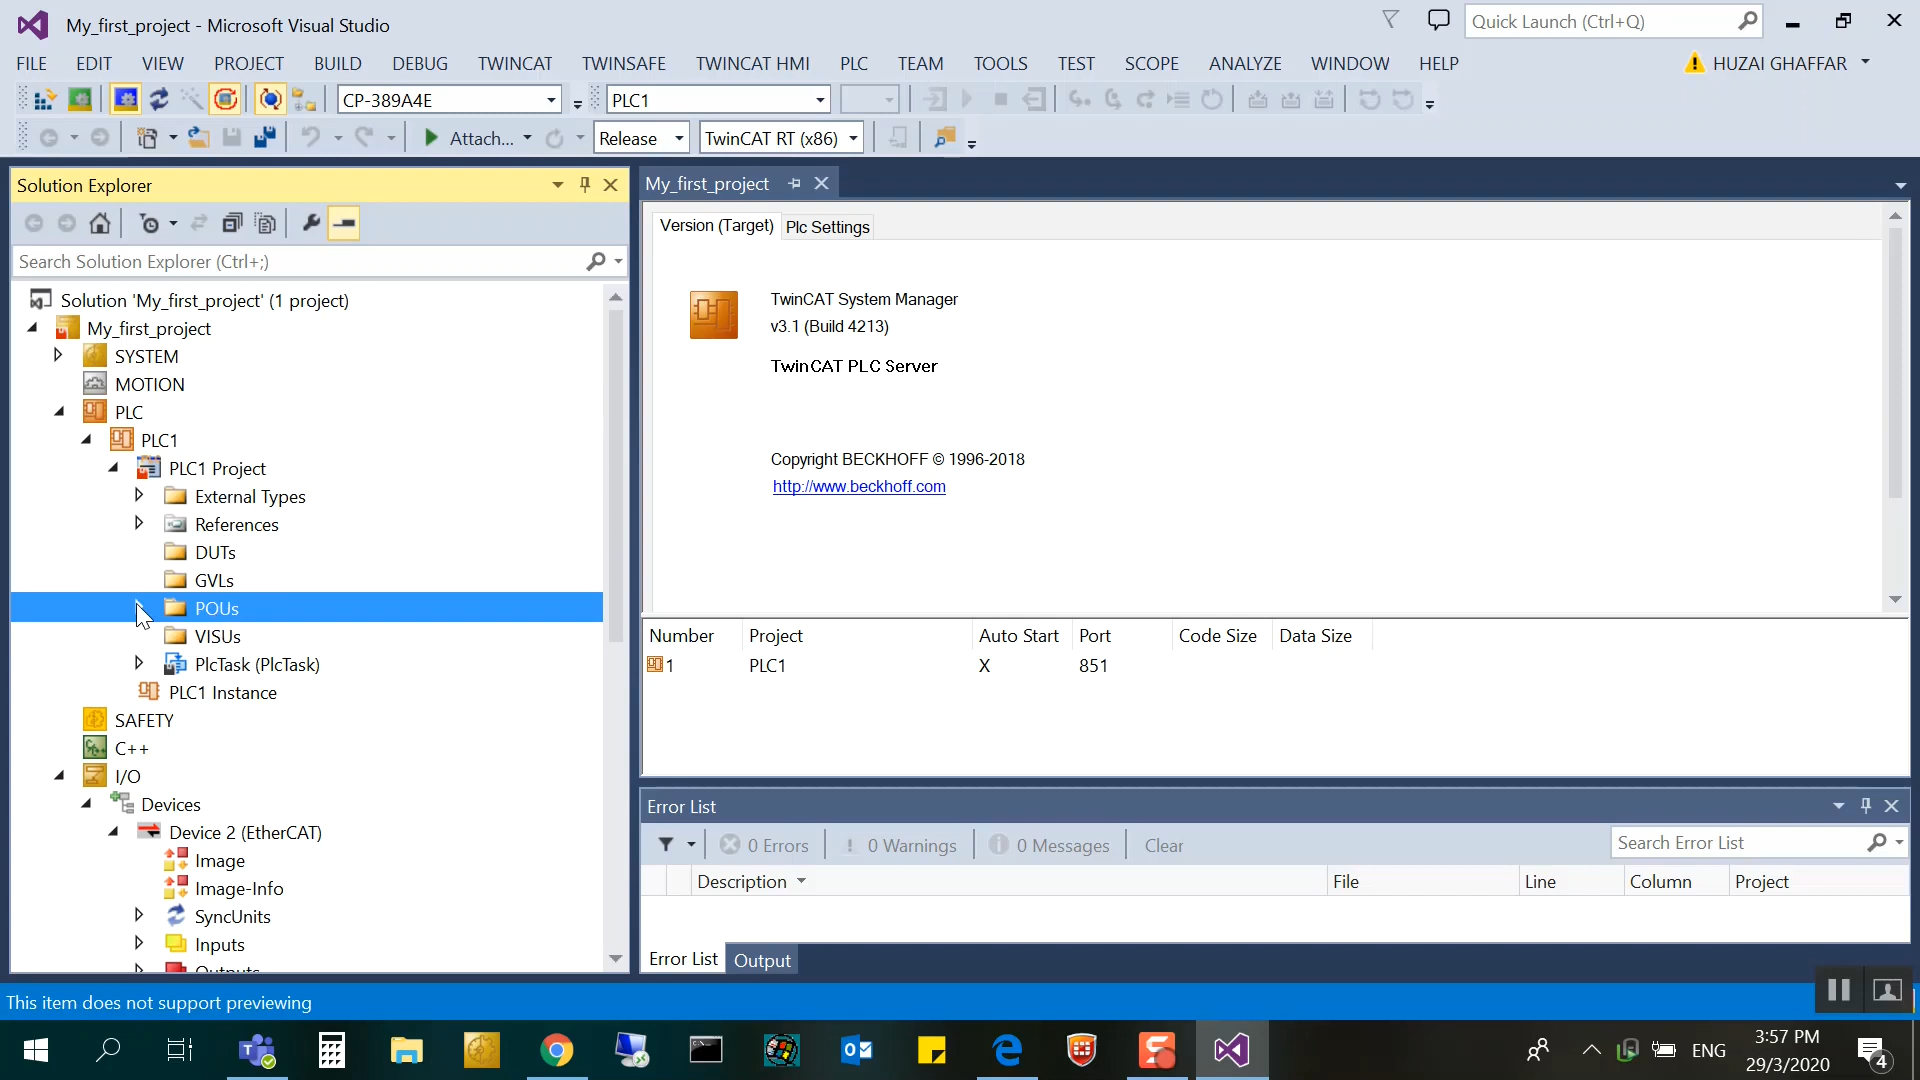 My_first_project - Microsoft Visual Studio
Quick Launch (Ctrl+Q)
FILE EDIT VIEW PROJECT BUILD DEBUG TWINCAT TWINSAFE TWINCAT HMI PLC TEAM TOOLS TEST SCOPE ANALYZE WINDOW HELP
HUZAI GHAFFAR
CP-389A4E
PLC1
Attach...
Release
TwinCAT RT (x86)
Solution Explorer
Search Solution Explorer (Ctrl+;)
Solution 'My_first_project' (1 project)
My_first_project
SYSTEM
MOTION
PLC
PLC1
PLC1 Project
External Types
References
DUTs
GVLs
POUs
VISUs
PlcTask (PlcTask)
PLC1 Instance
SAFETY
C++
I/O
Devices
Device 2 (EtherCAT)
Image
Image-Info
SyncUnits
Inputs
Outputs
My_first_project
Version (Target) Plc Settings
TwinCAT System Manager
v3.1 (Build 4213)
TwinCAT PLC Server
Copyright BECKHOFF © 1996-2018
http://www.beckhoff.com
Number Project Auto Start Port Code Size Data Size
1 PLC1 X 851
Error List
0 Errors 0 Warnings 0 Messages Clear
Search Error List
Description File Line Column Project
Error List Output
This item does not support previewing
ENG
3:57 PM
29/3/2020
4